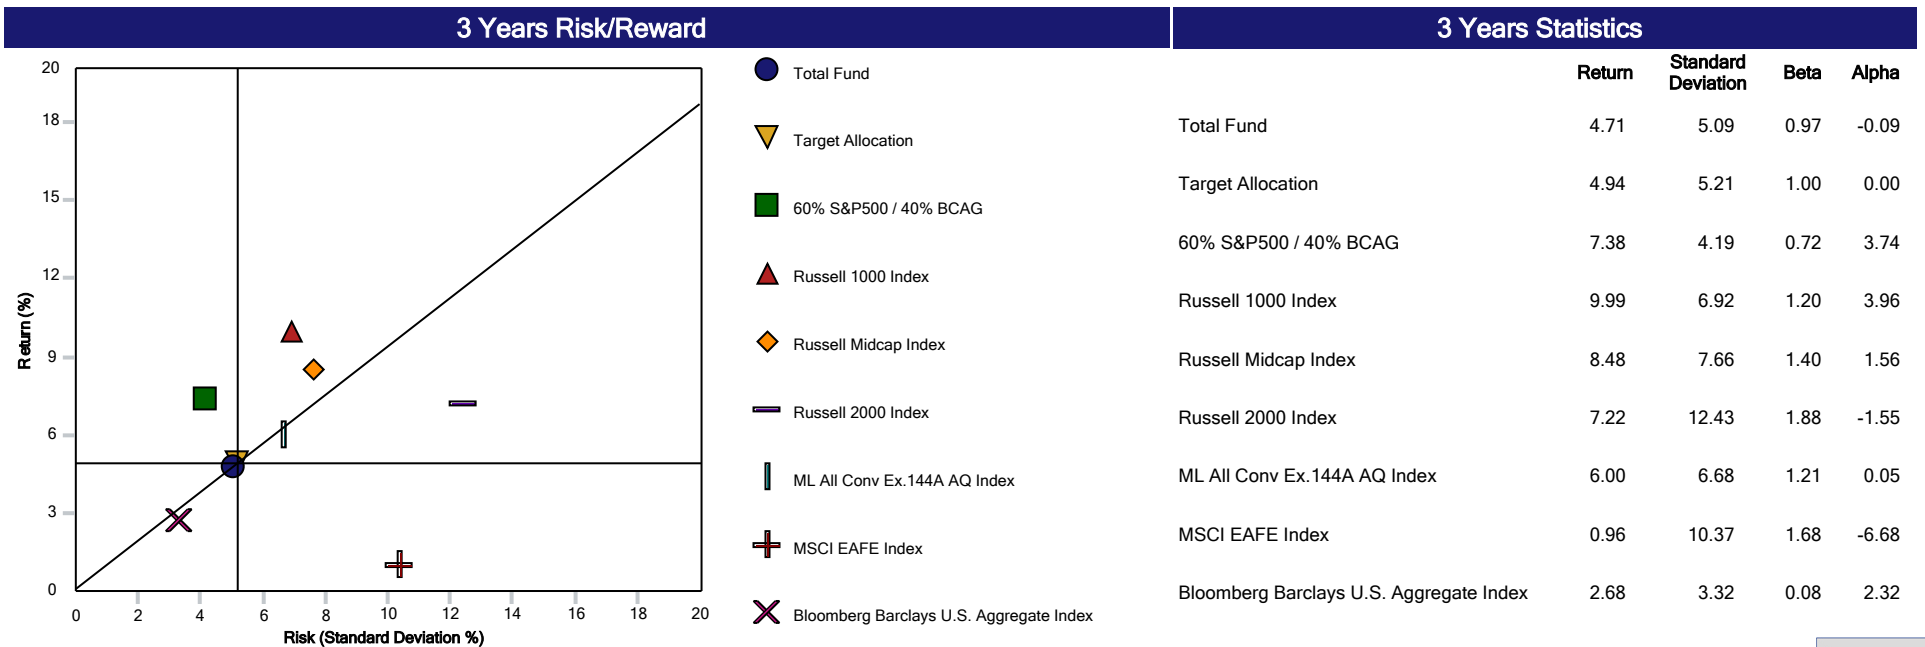 3 Years Risk/Reward
20
18
15
12
9
6
3
0
Return (%)
0 2 4 6 8 10 12 14 16 18 20
Risk (Standard Deviation %)
Total Fund
Target Allocation
60% S&P500 / 40% BCAG
Russell 1000 Index
Russell Midcap Index
Russell 2000 Index
ML All Conv Ex.144A AQ Index
MSCI EAFE Index
Bloomberg Barclays U.S. Aggregate Index
3 Years Statistics
Return Standard Deviation Beta Alpha
Total Fund 4.71 5.09 0.97 -0.09
Target Allocation 4.94 5.21 1.00 0.00
60% S&P500 / 40% BCAG 7.38 4.19 0.72 3.74
Russell 1000 Index 9.99 6.92 1.20 3.96
Russell Midcap Index 8.48 7.66 1.40 1.56
Russell 2000 Index 7.22 12.43 1.88 -1.55
ML All Conv Ex.144A AQ Index 6.00 6.68 1.21 0.05
MSCI EAFE Index 0.96 10.37 1.68 -6.68
Bloomberg Barclays U.S. Aggregate Index 2.68 3.32 0.08 2.32